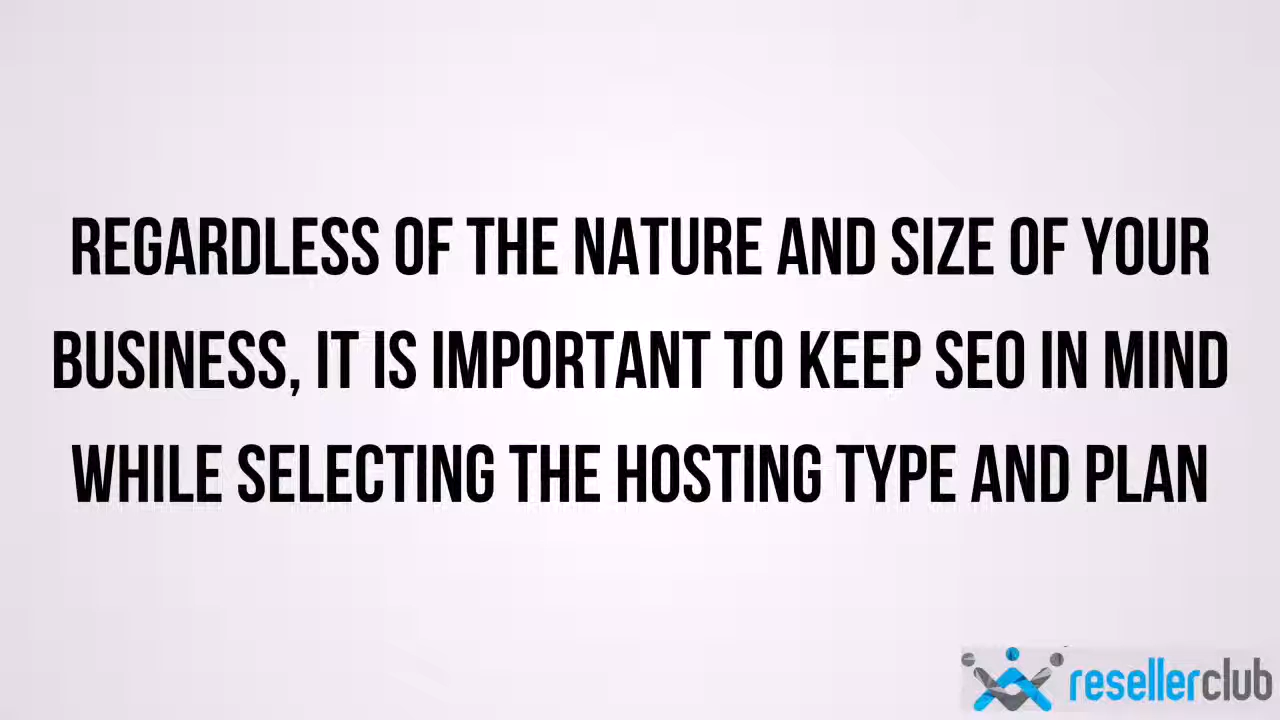 REGARDLESS OF THE NATURE AND SIZE OF YOUR
BUSINESS, IT IS IMPORTANT TO KEEP SEO IN MIND
WHILE SELECTING THE HOSTING TYPE AND PLAN
resellerclub